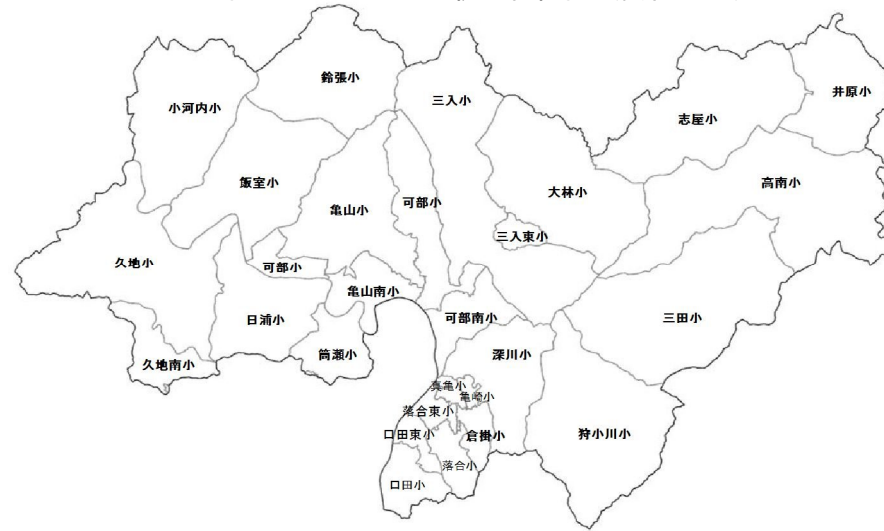 鈴張小
三入小
井原小
小河内小
志屋小
飯室小
大林小
高南小
亀山小
可部小
三入東小
久地小
可部小
亀山南小
日浦小
可部南小
三田小
筒瀬小
深川小
久地南小
真亀小
亀崎小
落合東小
口田東小
倉掛小
狩小川小
落合小
口田小